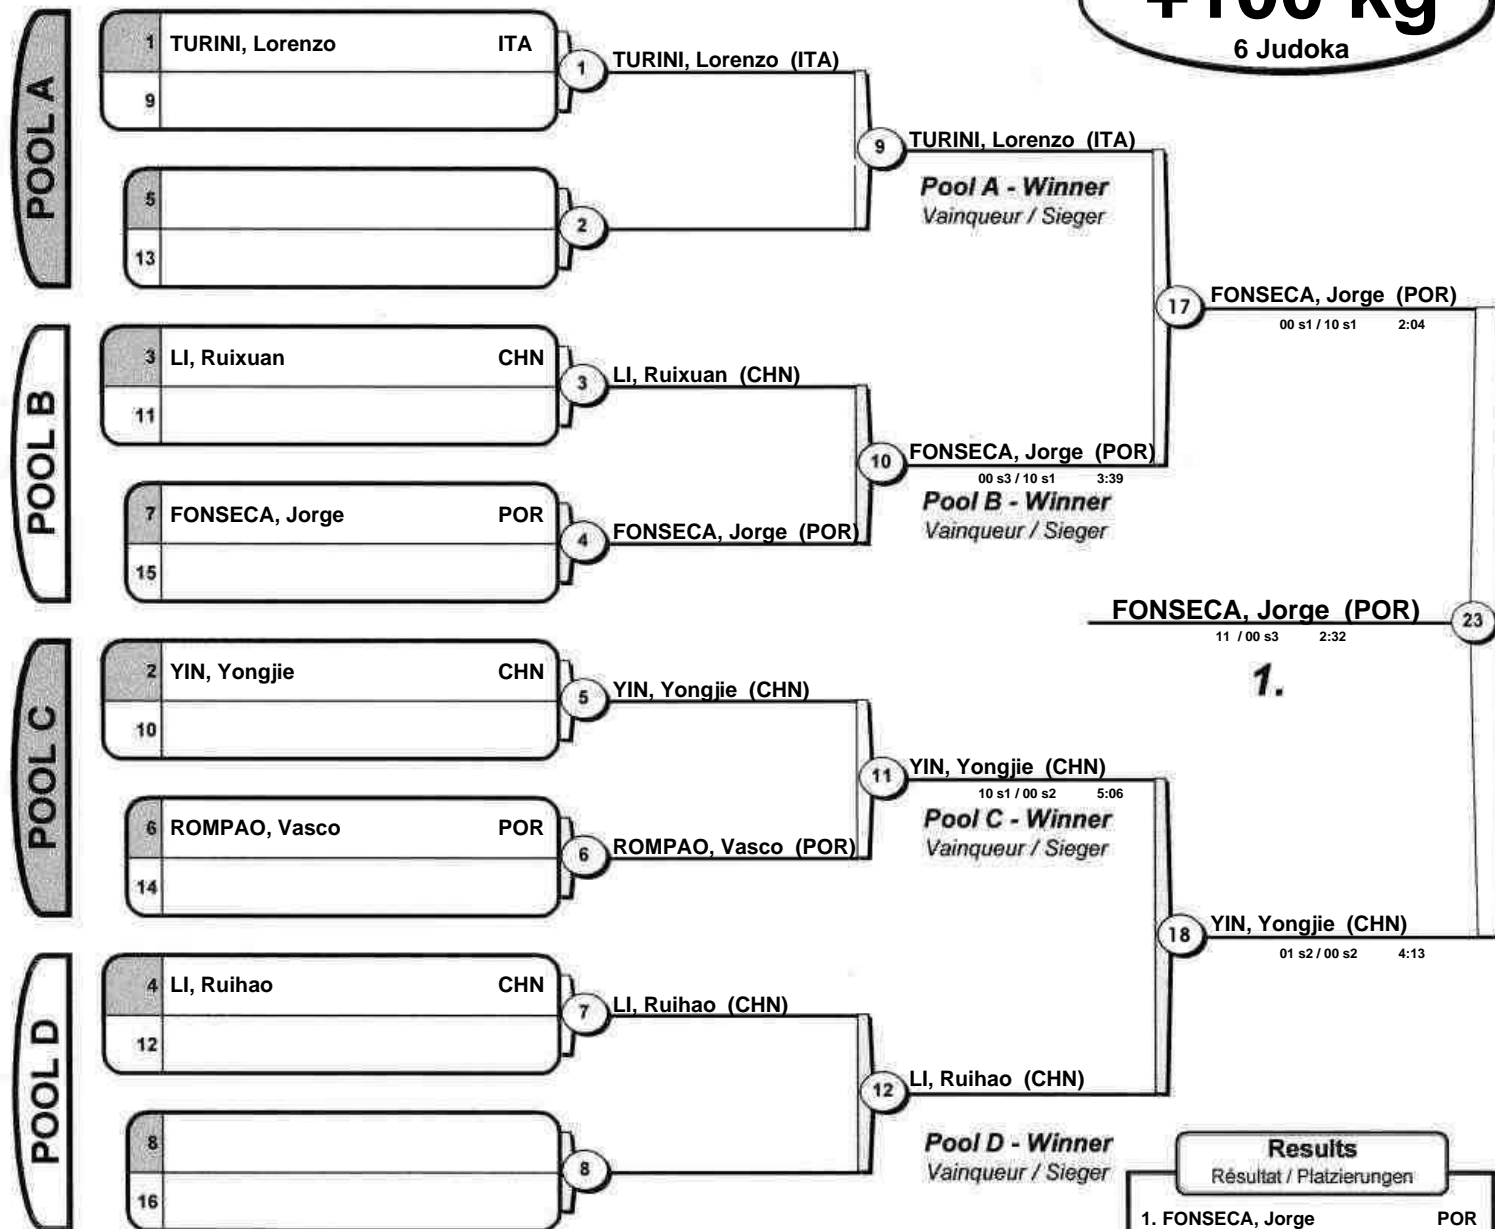 +100 kg
6 Judoka
POOL A
1 TURINI, Lorenzo ITA
9
1 TURINI, Lorenzo (ITA)
5
13
2
9 TURINI, Lorenzo (ITA)
Pool A - Winner
Vainqueur / Sieger
POOL B
3 LI, Ruixuan CHN
11
3 LI, Ruixuan (CHN)
7 FONSECA, Jorge POR
15
4 FONSECA, Jorge (POR)
10 FONSECA, Jorge (POR)
00 s3 / 10 s1 3:39
Pool B - Winner
Vainqueur / Sieger
17 FONSECA, Jorge (POR)
00 s1 / 10 s1 2:04
FONSECA, Jorge (POR) 23
11 / 00 s3 2:32
1.
POOL C
2 YIN, Yongjie CHN
10
5 YIN, Yongjie (CHN)
6 ROMPAO, Vasco POR
14
6 ROMPAO, Vasco (POR)
11 YIN, Yongjie (CHN)
10 s1 / 00 s2 5:06
Pool C - Winner
Vainqueur / Sieger
18 YIN, Yongjie (CHN)
01 s2 / 00 s2 4:13
POOL D
4 LI, Ruihao CHN
12
7 LI, Ruihao (CHN)
8
16
8
12 LI, Ruihao (CHN)
Pool D - Winner
Vainqueur / Sieger
Results
Résultat / Platzierungen
1. FONSECA, Jorge POR